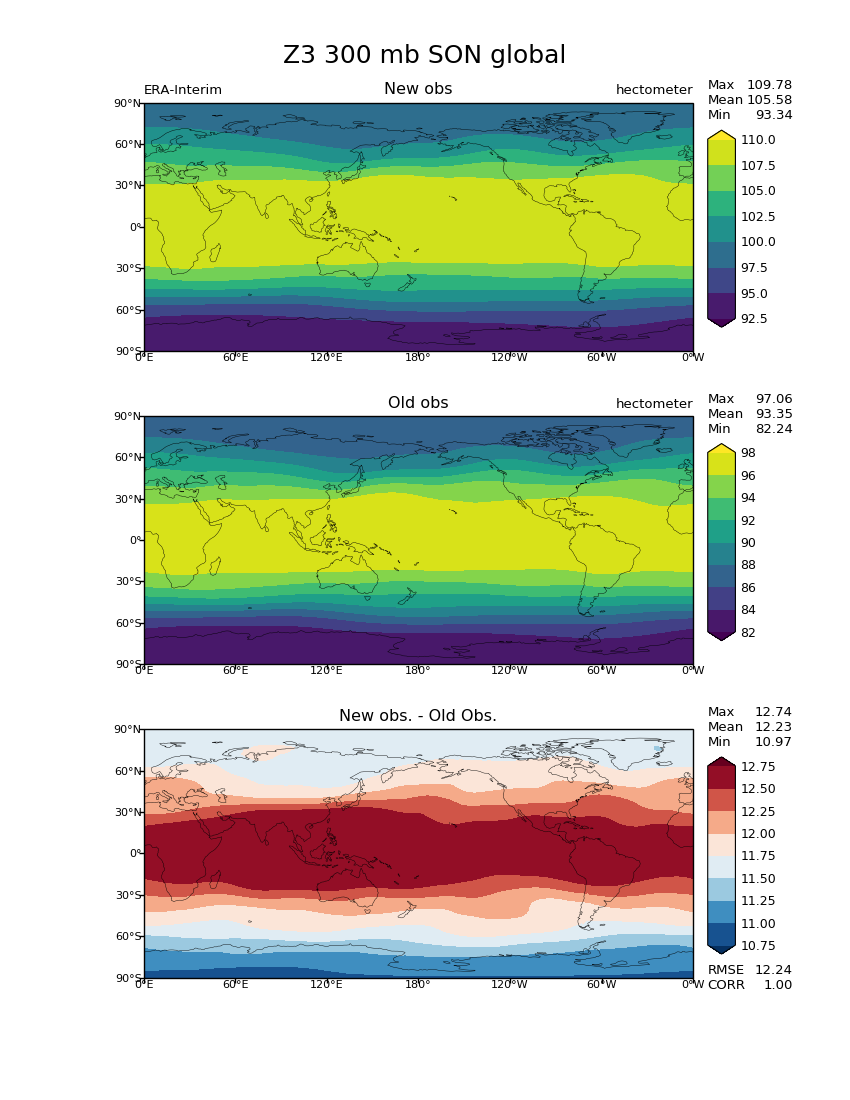 Z3 300 mb SON global
ERA-Interim New obs hectometer
Max 109.78
Mean 105.58
Min 93.34
90°N
60°N
30°N
0°
30°S
60°S
90°S
0°E 60°E 120°E 180° 120°W 60°W 0°W
110.0
107.5
105.0
102.5
100.0
97.5
95.0
92.5
Old obs hectometer
Max 97.06
Mean 93.35
Min 82.24
90°N
60°N
30°N
0°
30°S
60°S
90°S
0°E 60°E 120°E 180° 120°W 60°W 0°W
98
96
94
92
90
88
86
84
82
New obs. - Old Obs.
Max 12.74
Mean 12.23
Min 10.97
90°N
60°N
30°N
0°
30°S
60°S
90°S
0°E 60°E 120°E 180° 120°W 60°W 0°W
12.75
12.50
12.25
12.00
11.75
11.50
11.25
11.00
10.75
RMSE 12.24
CORR 1.00